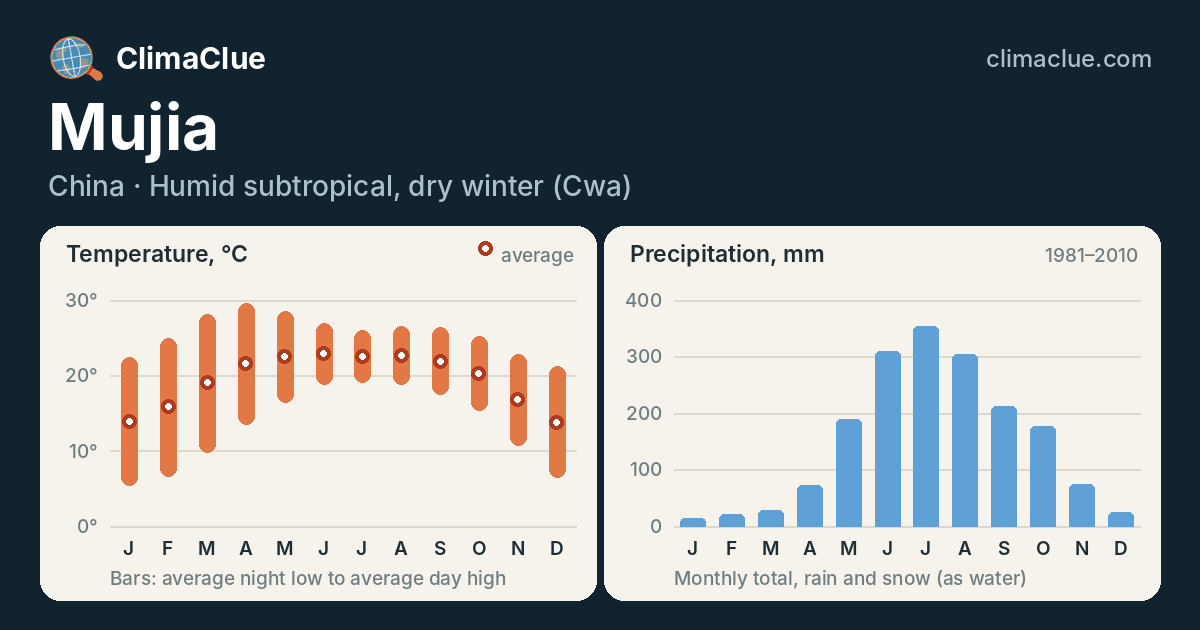 ClimaClue
climaclue.com
Mujia
China · Humid subtropical, dry winter (Cwa)
Temperature, °C
average
30°
20°
10°
0°
J F M A M J J A S O N D
Bars: average night low to average day high
Precipitation, mm
1981–2010
400
300
200
100
0
J F M A M J J A S O N D
Monthly total, rain and snow (as water)